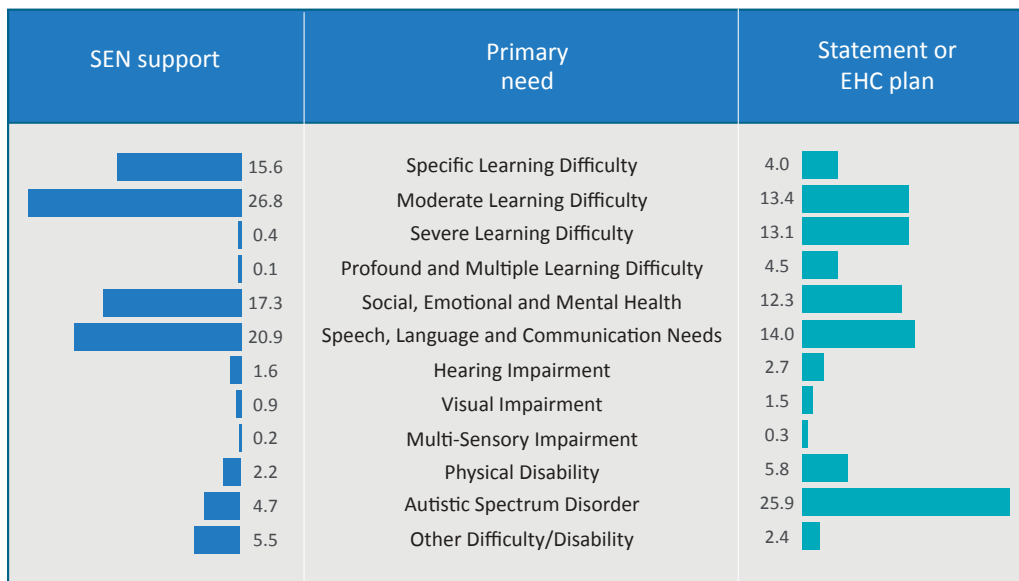 SEN support
Primary
need
Statement or
EHC plan
15.6 Specific Learning Difficulty 4.0
26.8 Moderate Learning Difficulty 13.4
0.4 Severe Learning Difficulty 13.1
0.1 Profound and Multiple Learning Difficulty 4.5
17.3 Social, Emotional and Mental Health 12.3
20.9 Speech, Language and Communication Needs 14.0
1.6 Hearing Impairment 2.7
0.9 Visual Impairment 1.5
0.2 Multi-Sensory Impairment 0.3
2.2 Physical Disability 5.8
4.7 Autistic Spectrum Disorder 25.9
5.5 Other Difficulty/Disability 2.4